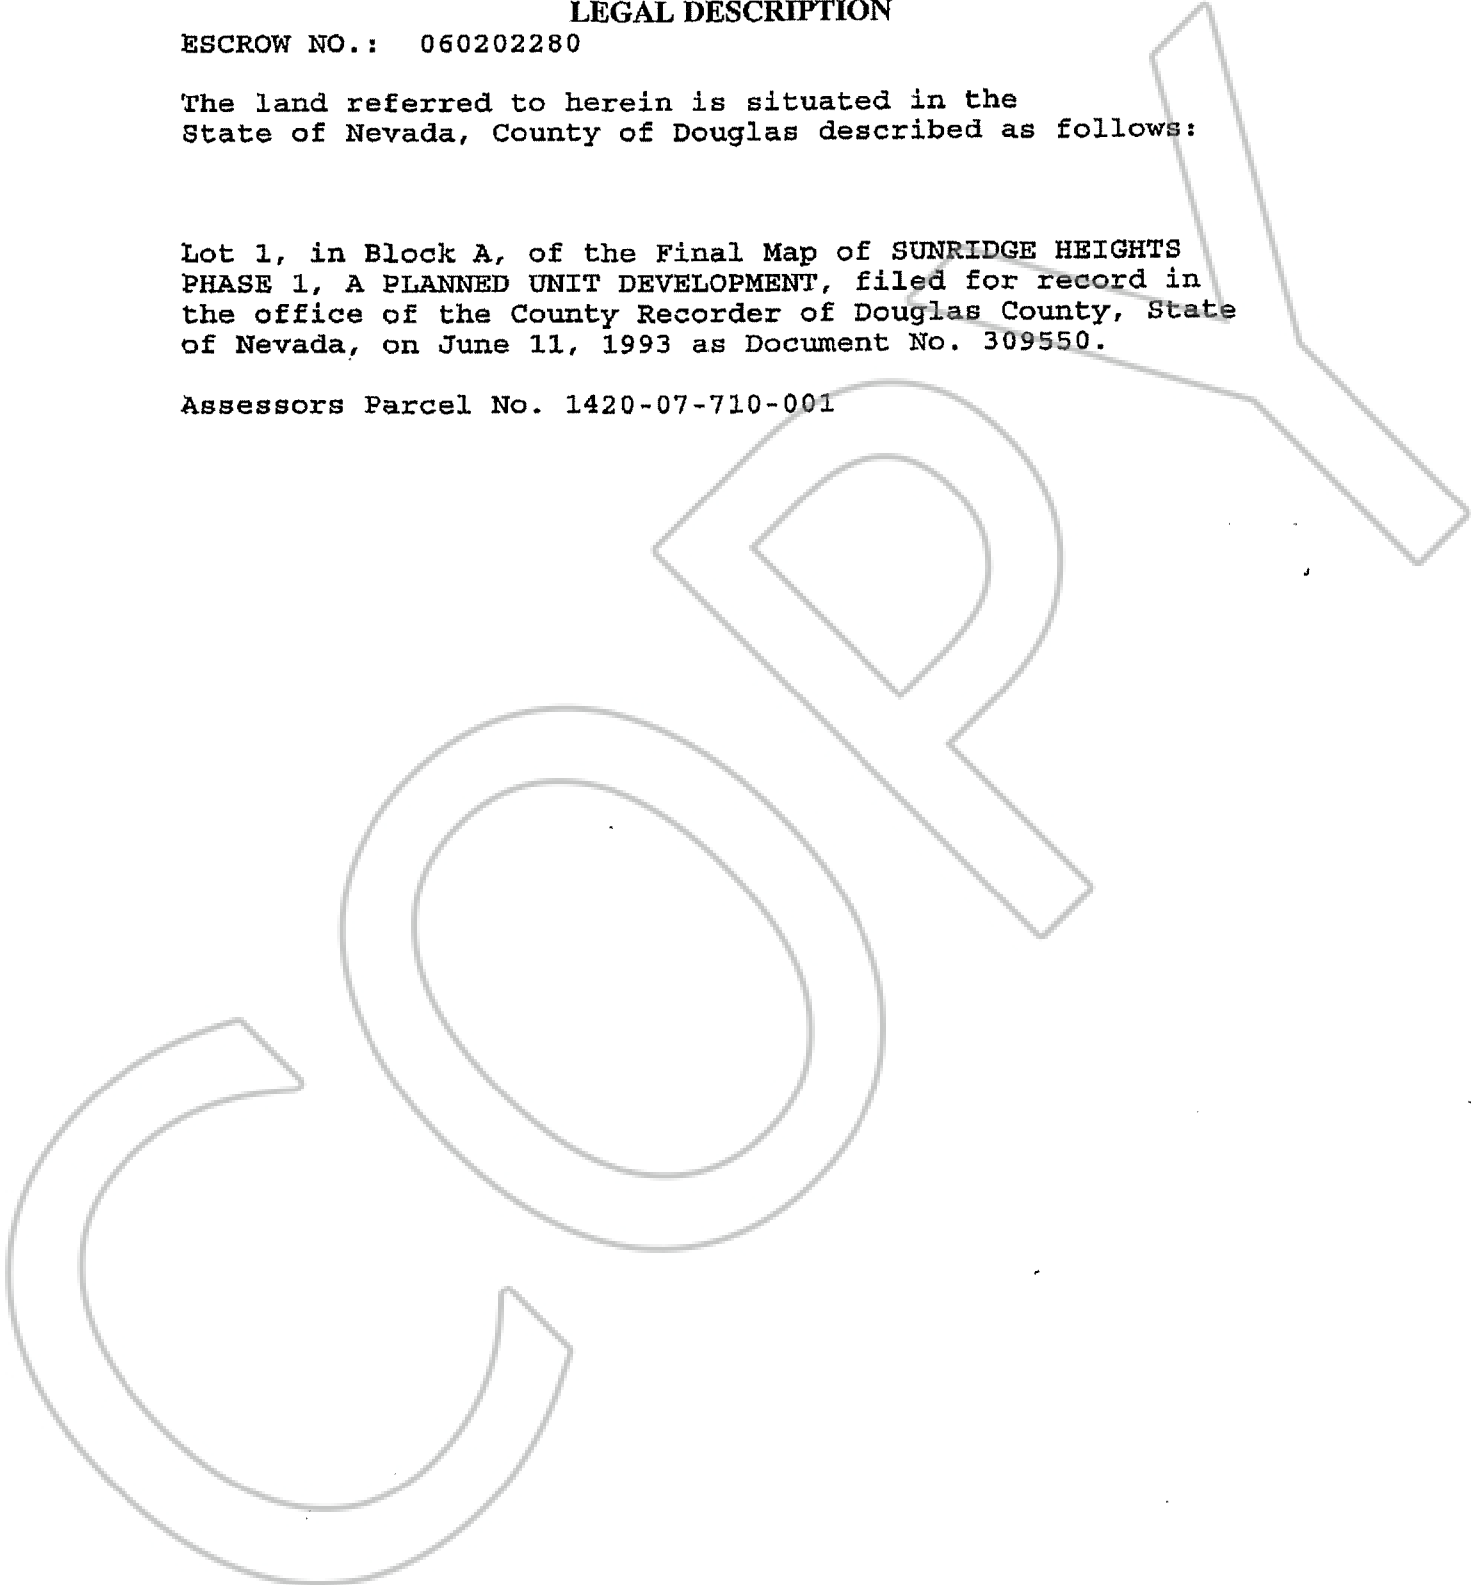 LEGAL DESCRIPTION
ESCROW NO.: 060202280
The land referred to herein is situated in the
State of Nevada, County of Douglas described as follows:
Lot 1, in Block A, of the Final Map of SUNRIDGE HEIGHTS
PHASE 1, A PLANNED UNIT DEVELOPMENT, filed for record in
the office of the County Recorder of Douglas County, State
of Nevada, on June 11, 1993 as Document No. 309550.
Assessors Parcel No. 1420-07-710-001
COPY